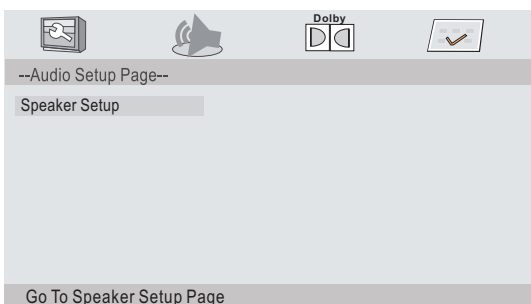 Dolby
--Audio Setup Page--
Speaker Setup
Go To Speaker Setup Page